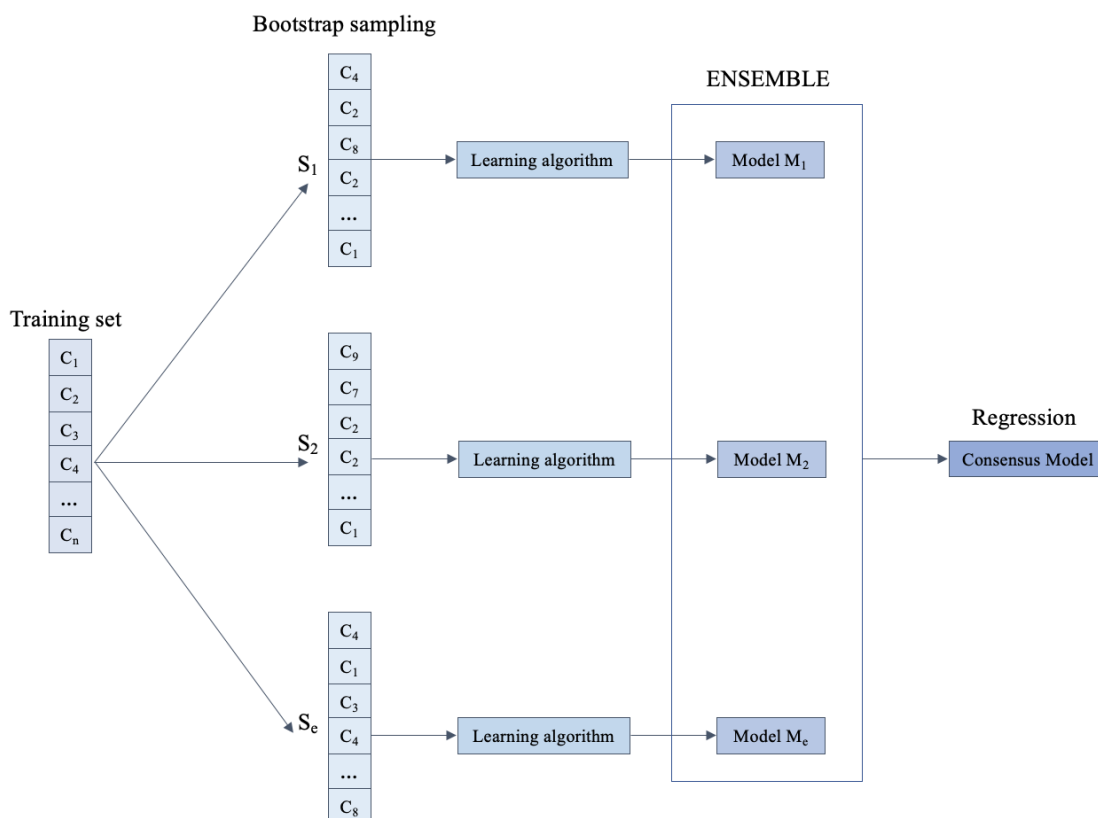 Bootstrap sampling
C₄
C₂
C₈
C₂
...
C₁
S₁
Learning algorithm
ENSEMBLE
Model M₁
Training set
C₁
C₂
C₃
C₄
...
Cₙ
S₂
C₉
C₇
C₂
C₂
...
C₁
Learning algorithm
Model M₂
Regression
Consensus Model
Sₑ
C₄
C₁
C₃
C₄
...
C₈
Learning algorithm
Model Mₑ